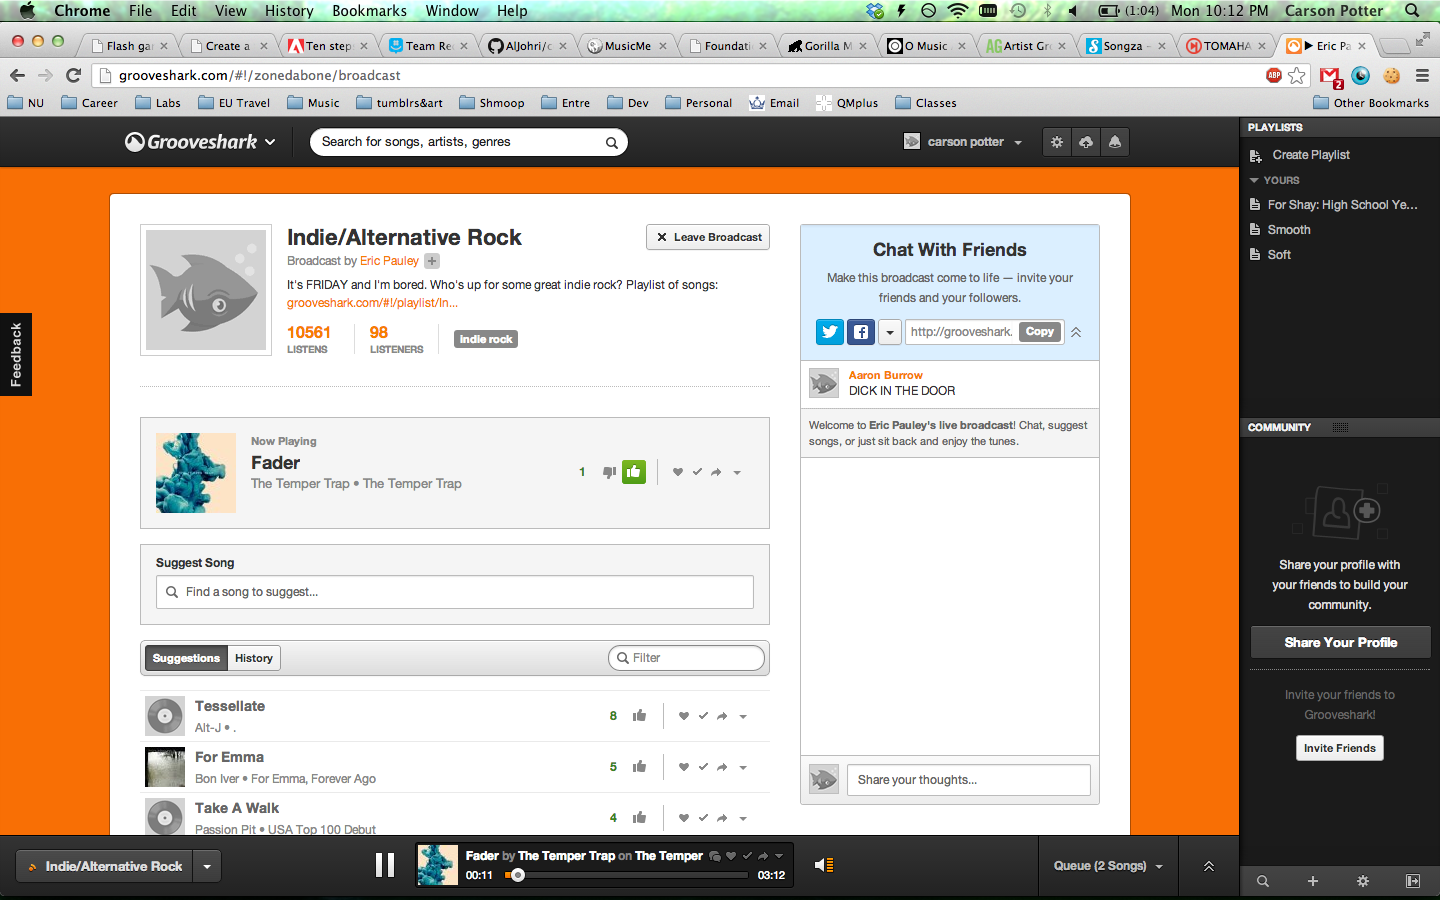 Chrome File Edit View History Bookmarks Window Help (1:04) Mon 10:12 PM Carson Potter
Flash gar Create a Ten step Team Re AlJohri/c MusicMe Foundati Gorilla M O Music Artist Gr Songza - TOMAHA Eric Pa
grooveshark.com/#!/zonedabone/broadcast ABP 2
NU Career Labs EU Travel Music tumblrs&art Shmoop Entre Dev Personal Email QMplus Classes Other Bookmarks
Grooveshark Search for songs, artists, genres carson potter
Feedback
Indie/Alternative Rock
Leave Broadcast
Broadcast by Eric Pauley +
It's FRIDAY and I'm bored. Who's up for some great indie rock? Playlist of songs:
grooveshark.com/#!/playlist/In...
10561 98
LISTENS LISTENERS
Indie rock
Now Playing
Fader
The Temper Trap • The Temper Trap
1
Suggest Song
Find a song to suggest...
Suggestions History Filter
Tessellate
Alt-J • .
8
For Emma
Bon Iver • For Emma, Forever Ago
5
Take A Walk
Passion Pit • USA Top 100 Debut
4
Chat With Friends
Make this broadcast come to life — invite your
friends and your followers.
http://grooveshark. Copy
Aaron Burrow
DICK IN THE DOOR
Welcome to Eric Pauley's live broadcast! Chat, suggest
songs, or just sit back and enjoy the tunes.
Share your thoughts...
PLAYLISTS
Create Playlist
YOURS
For Shay: High School Ye...
Smooth
Soft
COMMUNITY
Share your profile with
your friends to build your
community.
Share Your Profile
Invite your friends to
Grooveshark!
Invite Friends
Indie/Alternative Rock
Fader by The Temper Trap on The Temper
00:11 03:12
Queue (2 Songs)